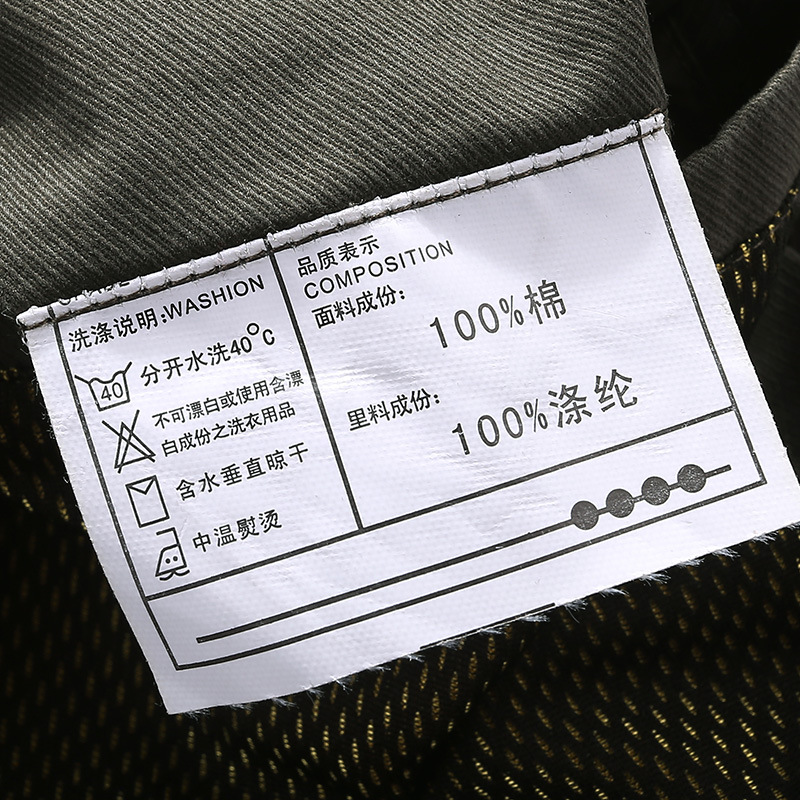 洗涤说明:WASHION
40
分开水洗40°C
不可漂白或使用含漂
白成份之洗衣用品
含水垂直晾干
中温熨烫
品质表示
COMPOSITION
面料成份:
100%棉
里料成份:
100%涤纶